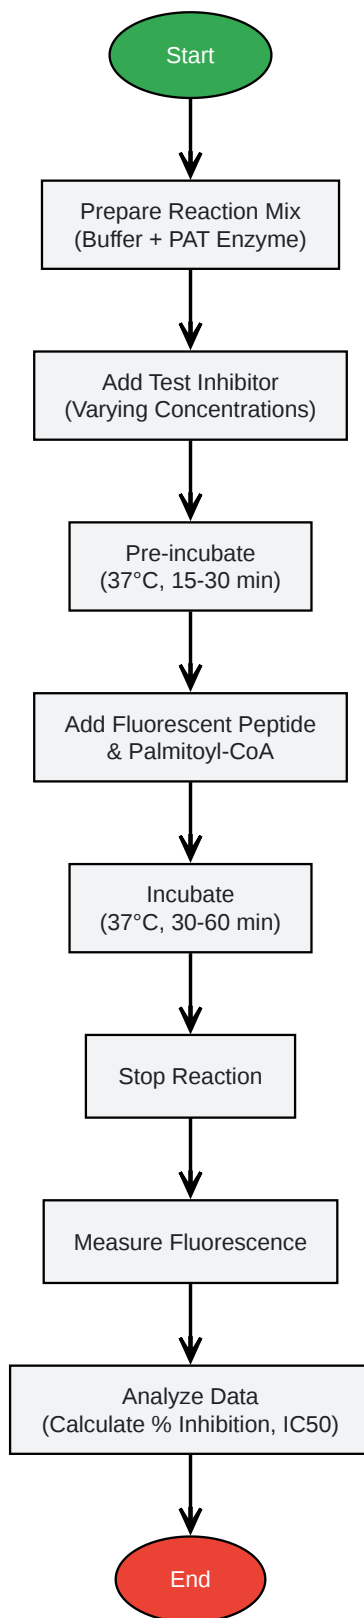 Start
Prepare Reaction Mix
(Buffer + PAT Enzyme)
Add Test Inhibitor
(Varying Concentrations)
Pre-incubate
(37°C, 15-30 min)
Add Fluorescent Peptide
& Palmitoyl-CoA
Incubate
(37°C, 30-60 min)
Stop Reaction
Measure Fluorescence
Analyze Data
(Calculate % Inhibition, IC50)
End